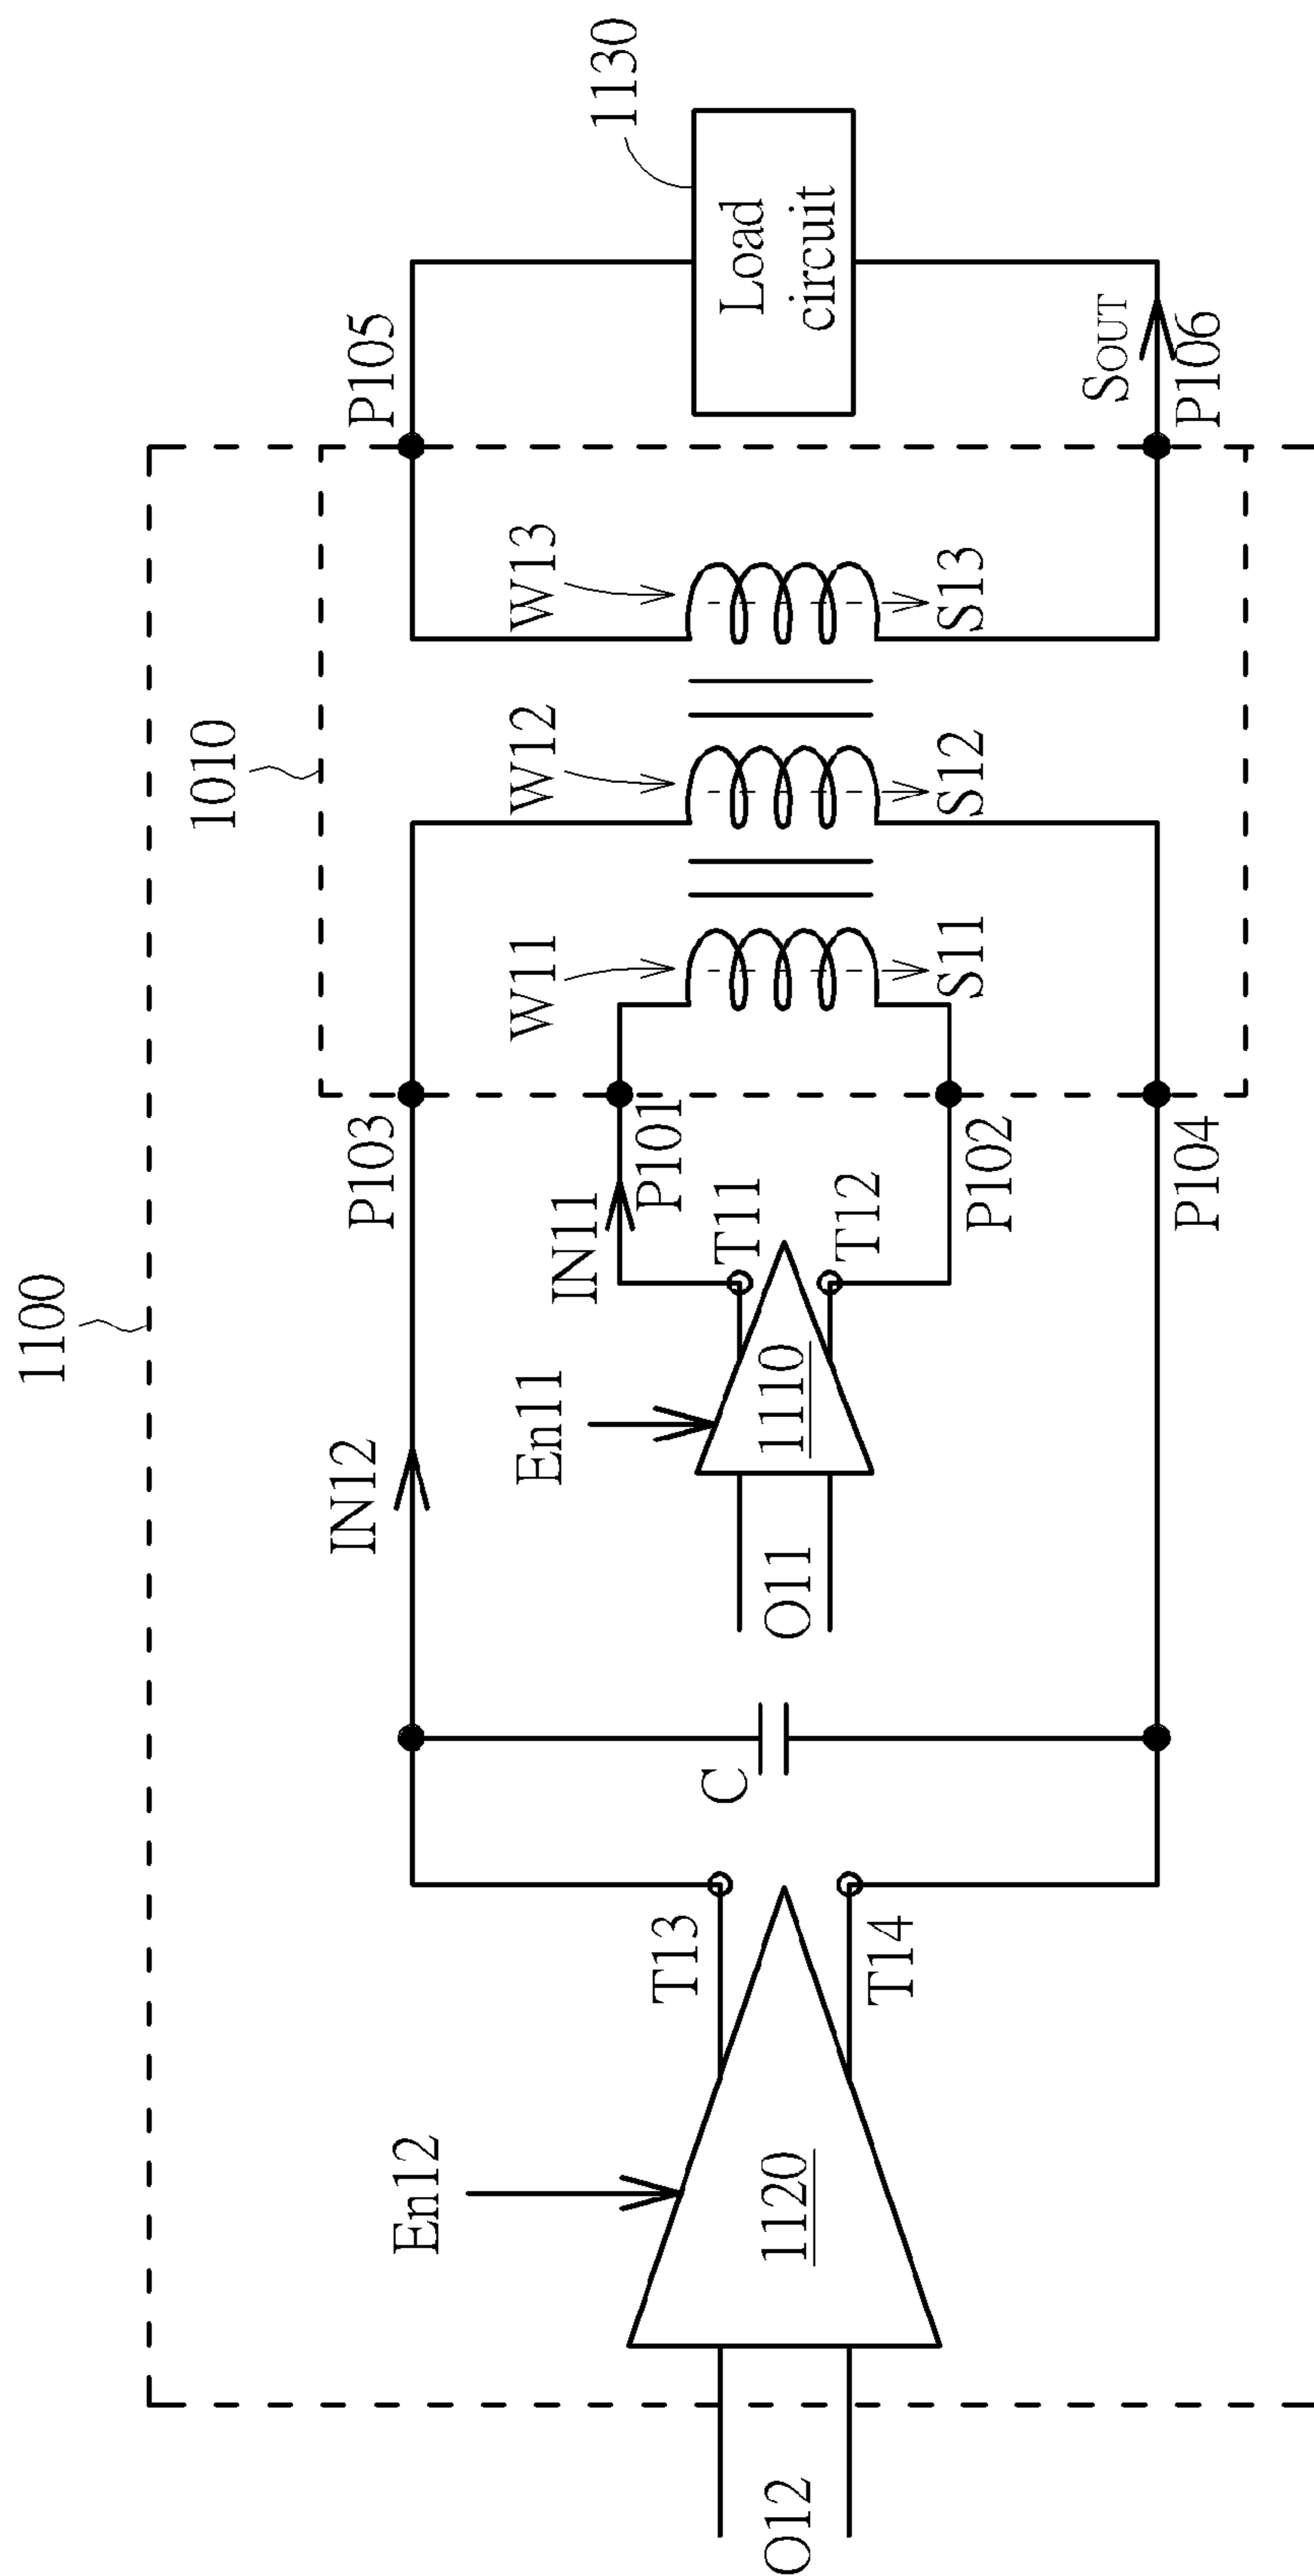 1100
1010
1130
P103
P105
IN12
En12
En11
IN11
P101
W11
W12
W13
T13
C
T11
1120
1110
Load
circuit
O12
O11
T14
T12
P102
S11
S12
S13
P104
SOUT
P106